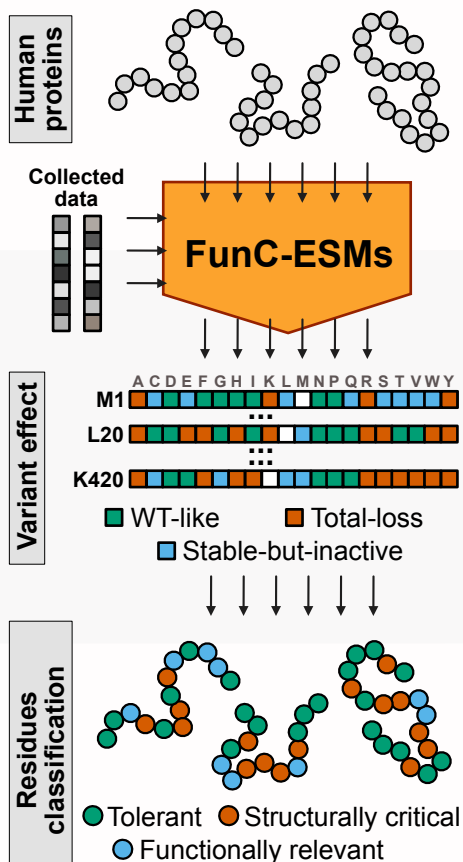 Human
proteins
Collected
data
FunC-ESMs
Variant effect
A C D E F G H I K L M N P Q R S T V W Y
M1
...
L20
...
...
K420
WT-like
Total-loss
Stable-but-inactive
Residues
classification
Tolerant
Structurally critical
Functionally relevant